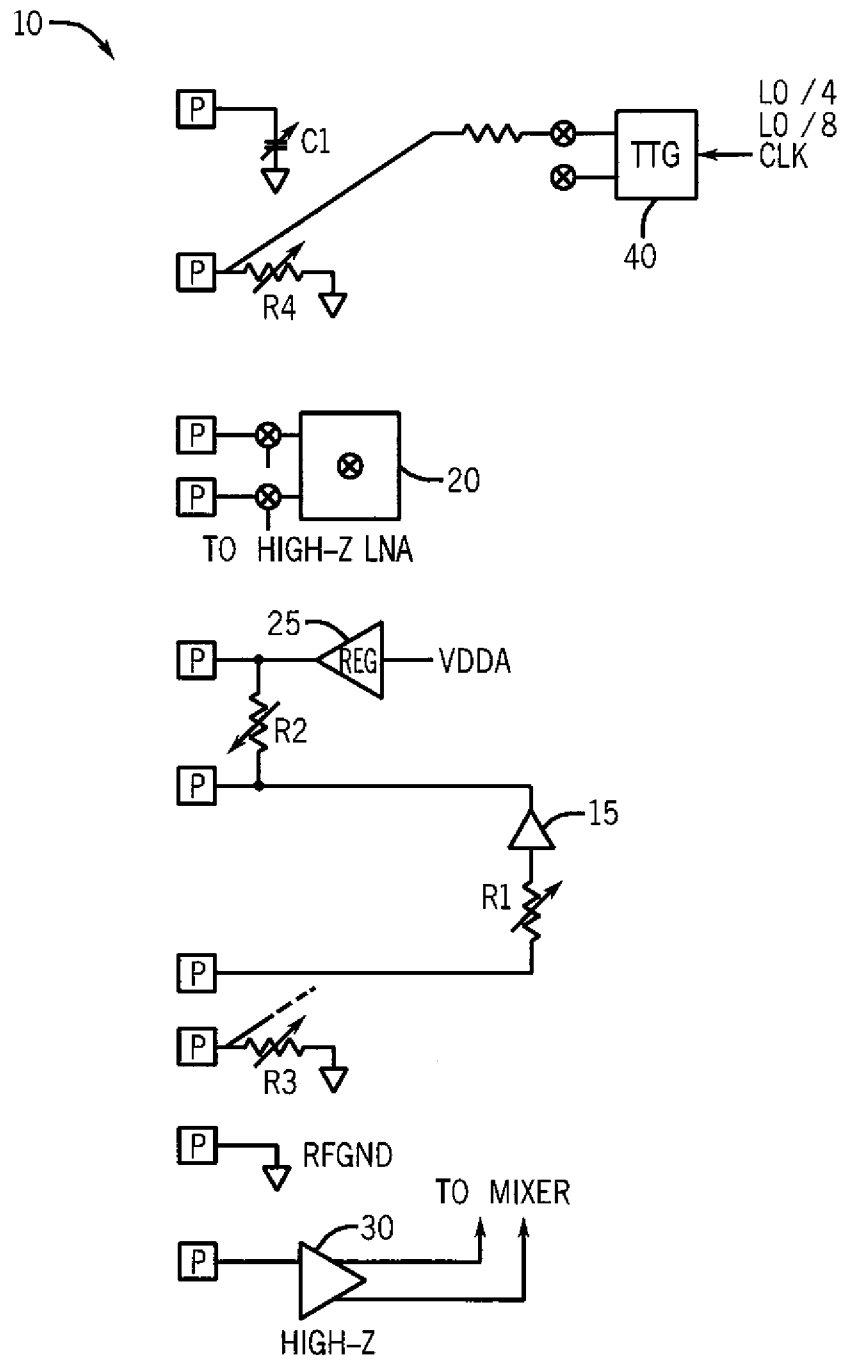 10
LO /4
LO /8
CLK
P
C1
TTG
40
P
R4
P
20
P
TO HIGH-Z LNA
25
P
REG
VDDA
R2
P
15
R1
P
P
R3
P
RFGND
TO MIXER
30
P
HIGH-Z